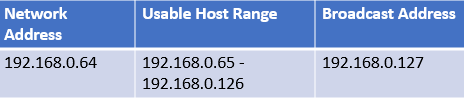 Network Address
Usable Host Range
Broadcast Address
192.168.0.64
192.168.0.65 -
192.168.0.126
192.168.0.127